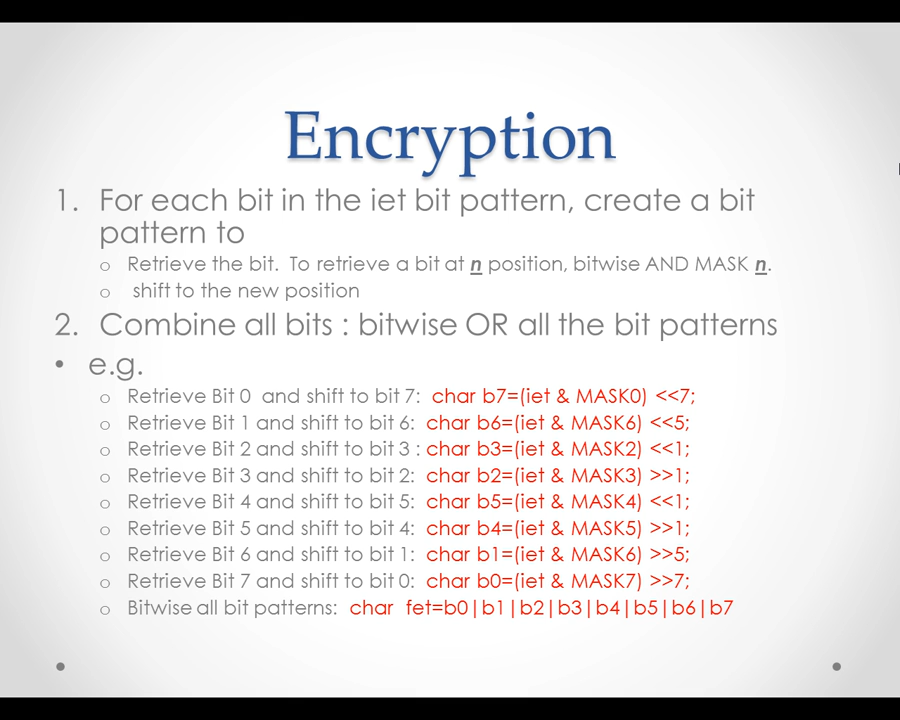 Encryption
1. For each bit in the iet bit pattern, create a bit
pattern to
o Retrieve the bit. To retrieve a bit at n position, bitwise AND MASK n.
o shift to the new position
2. Combine all bits : bitwise OR all the bit patterns
• e.g.
o Retrieve Bit 0 and shift to bit 7: char b7=(iet & MASK0) <<7;
o Retrieve Bit 1 and shift to bit 6: char b6=(iet & MASK6) <<5;
o Retrieve Bit 2 and shift to bit 3 : char b3=(iet & MASK2) <<1;
o Retrieve Bit 3 and shift to bit 2: char b2=(iet & MASK3) >>1;
o Retrieve Bit 4 and shift to bit 5: char b5=(iet & MASK4) <<1;
o Retrieve Bit 5 and shift to bit 4: char b4=(iet & MASK5) >>1;
o Retrieve Bit 6 and shift to bit 1: char b1=(iet & MASK6) >>5;
o Retrieve Bit 7 and shift to bit 0: char b0=(iet & MASK7) >>7;
o Bitwise all bit patterns: char fet=b0|b1|b2|b3|b4|b5|b6|b7